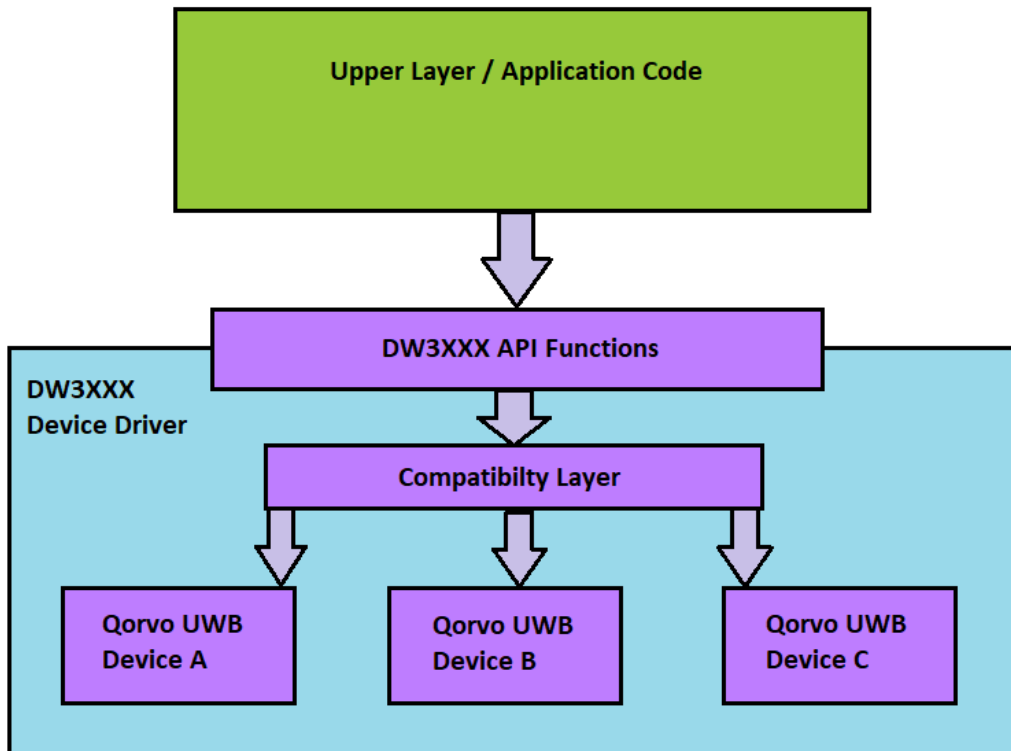 Upper Layer / Application Code
DW3XXX API Functions
DW3XXX
Device Driver
Compatibilty Layer
Qorvo UWB
Device A
Qorvo UWB
Device B
Qorvo UWB
Device C